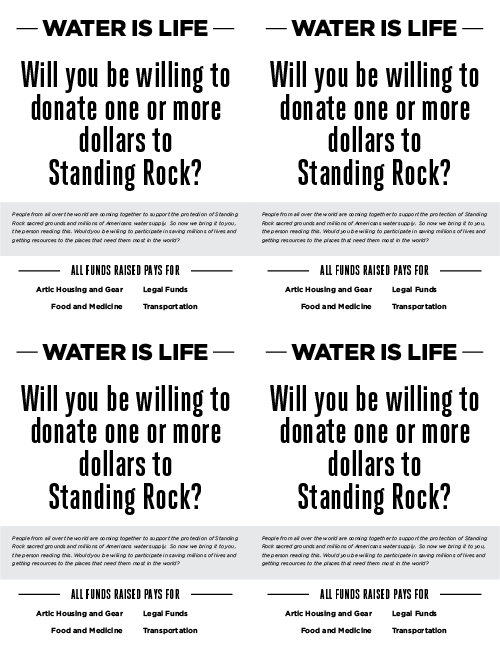 WATER IS LIFE
Will you be willing to
donate one or more
dollars to
Standing Rock?
People from all over the world are coming together to support the protection of Standing
Rock sacred grounds and millions of Americans water supply. So now we bring it to you,
the person reading this. Would you be willing to participate in saving millions of lives and
getting resources to the places that need them most in the world?
ALL FUNDS RAISED PAYS FOR
Artic Housing and Gear Legal Funds
Food and Medicine Transportation
WATER IS LIFE
Will you be willing to
donate one or more
dollars to
Standing Rock?
People from all over the world are coming together to support the protection of Standing
Rock sacred grounds and millions of Americans water supply. So now we bring it to you,
the person reading this. Would you be willing to participate in saving millions of lives and
getting resources to the places that need them most in the world?
ALL FUNDS RAISED PAYS FOR
Artic Housing and Gear Legal Funds
Food and Medicine Transportation
WATER IS LIFE
Will you be willing to
donate one or more
dollars to
Standing Rock?
People from all over the world are coming together to support the protection of Standing
Rock sacred grounds and millions of Americans water supply. So now we bring it to you,
the person reading this. Would you be willing to participate in saving millions of lives and
getting resources to the places that need them most in the world?
ALL FUNDS RAISED PAYS FOR
Artic Housing and Gear Legal Funds
Food and Medicine Transportation
WATER IS LIFE
Will you be willing to
donate one or more
dollars to
Standing Rock?
People from all over the world are coming together to support the protection of Standing
Rock sacred grounds and millions of Americans water supply. So now we bring it to you,
the person reading this. Would you be willing to participate in saving millions of lives and
getting resources to the places that need them most in the world?
ALL FUNDS RAISED PAYS FOR
Artic Housing and Gear Legal Funds
Food and Medicine Transportation